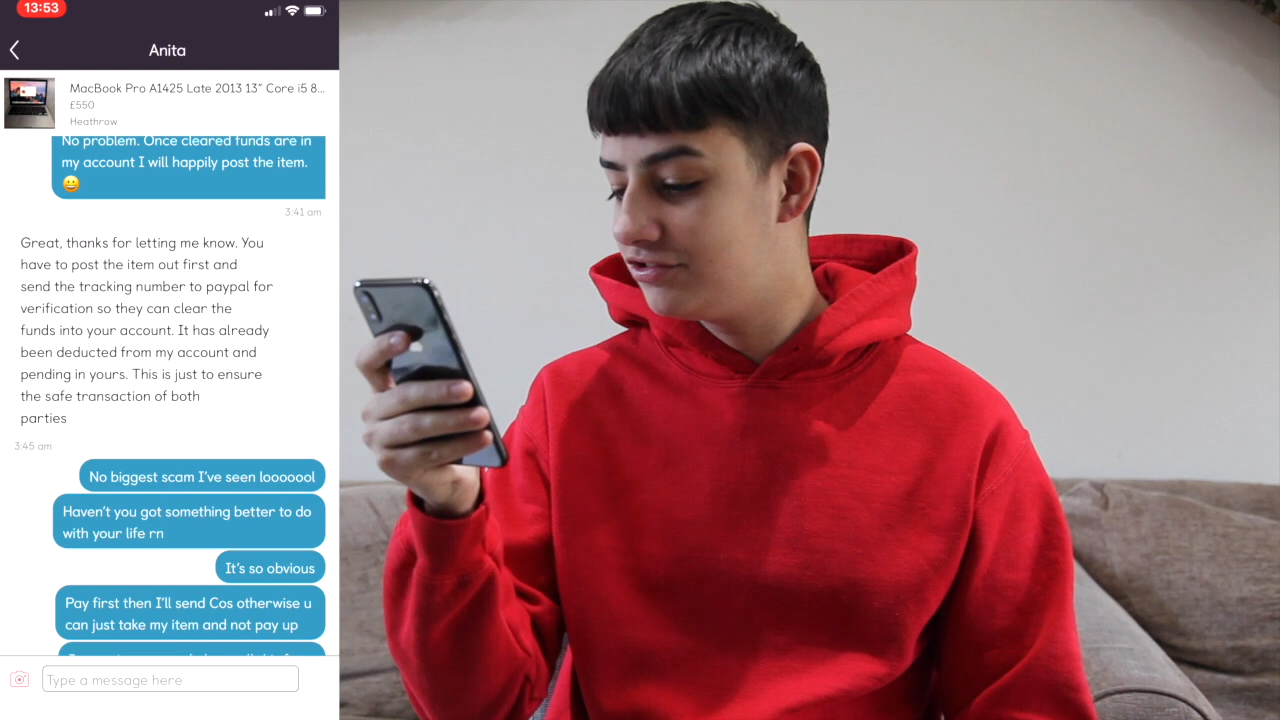 13:53
Anita
MacBook Pro A1425 Late 2013 13" Core i5 8...
£550
Heathrow
No problem. Once cleared funds are in
my account I will happily post the item.
😀
3:41 am
Great, thanks for letting me know. You
have to post the item out first and
send the tracking number to paypal for
verification so they can clear the
funds into your account. It has already
been deducted from my account and
pending in yours. This is just to ensure
the safe transaction of both
parties
3:45 am
No biggest scam I've seen looooool
Haven't you got something better to do
with your life rn
It's so obvious
Pay first then I'll send Cos otherwise u
can just take my item and not pay up
Type a message here